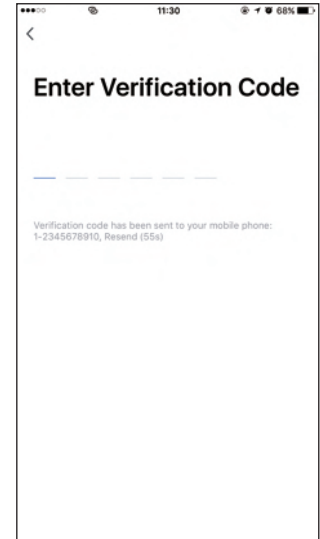 11:30 68%
Enter Verification Code
Verification code has been sent to your mobile phone:
1-2345678910, Resend (55s)